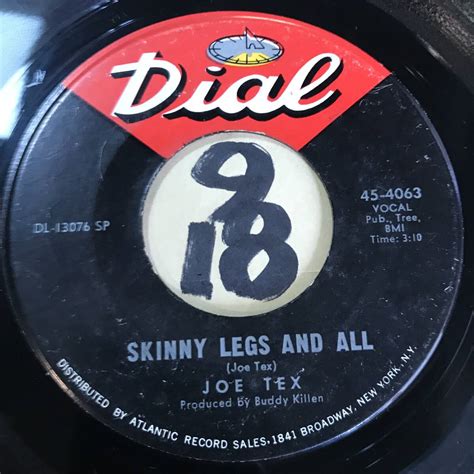 Dial
9
18
DL-13076 SP
45-4063
VOCAL
Pub., Tree,
BMI
Time: 3:10
SKINNY LEGS AND ALL
(Joe Tex)
JOE TEX
Produced by Buddy Killen
DISTRIBUTED BY ATLANTIC RECORD SALES, 1841 BROADWAY, NEW YORK, N.Y.